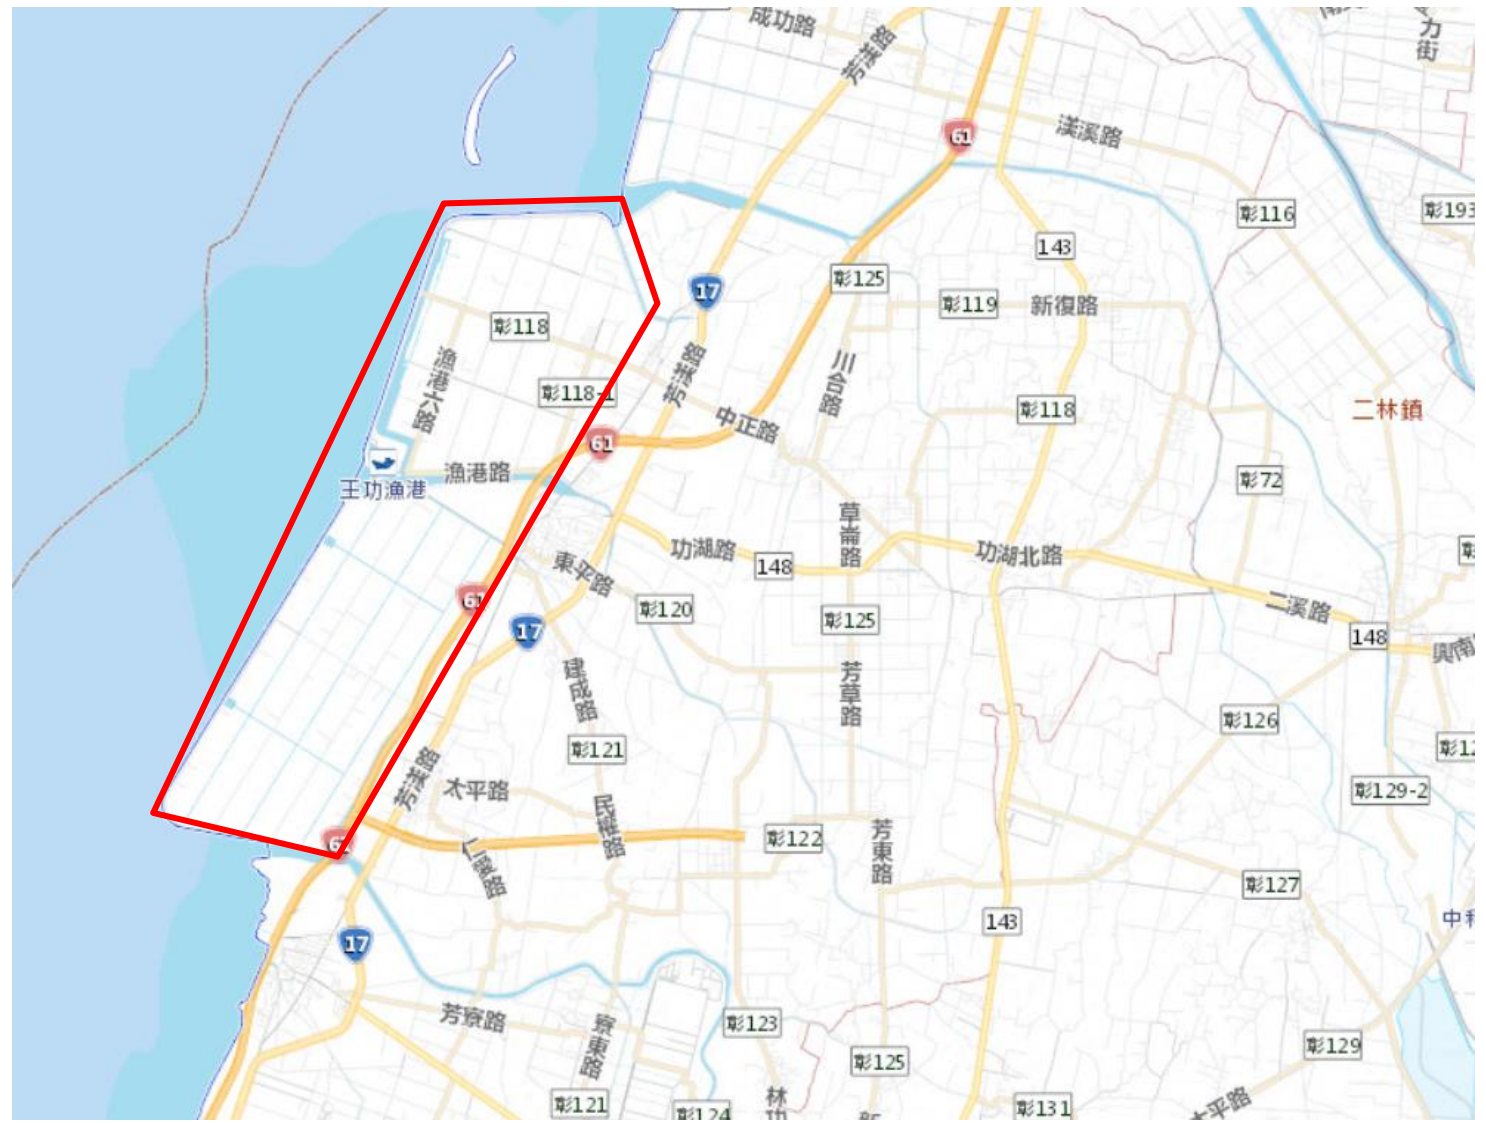 成功路
芳漢路
力
街
61
漢溪路
彰116
彰193
143
彰125
17
彰119
新復路
彰118
芳漢路
川合路
漁港六路
彰118-1
彰118
二林鎮
中正路
61
漁港路
王功漁港
彰72
草崙路
功湖路
148
功湖北路
東平路
61
彰120
17
彰125
二溪路
148
興南
建成路
芳草路
彰126
彰121
芳漢路
太平路
民權路
彰129-2
61
仁愛路
彰122
芳東路
彰127
143
中科
17
芳寮路
寮東路
彰123
彰125
彰129
彰121
彰124
林功
彰131
太平路